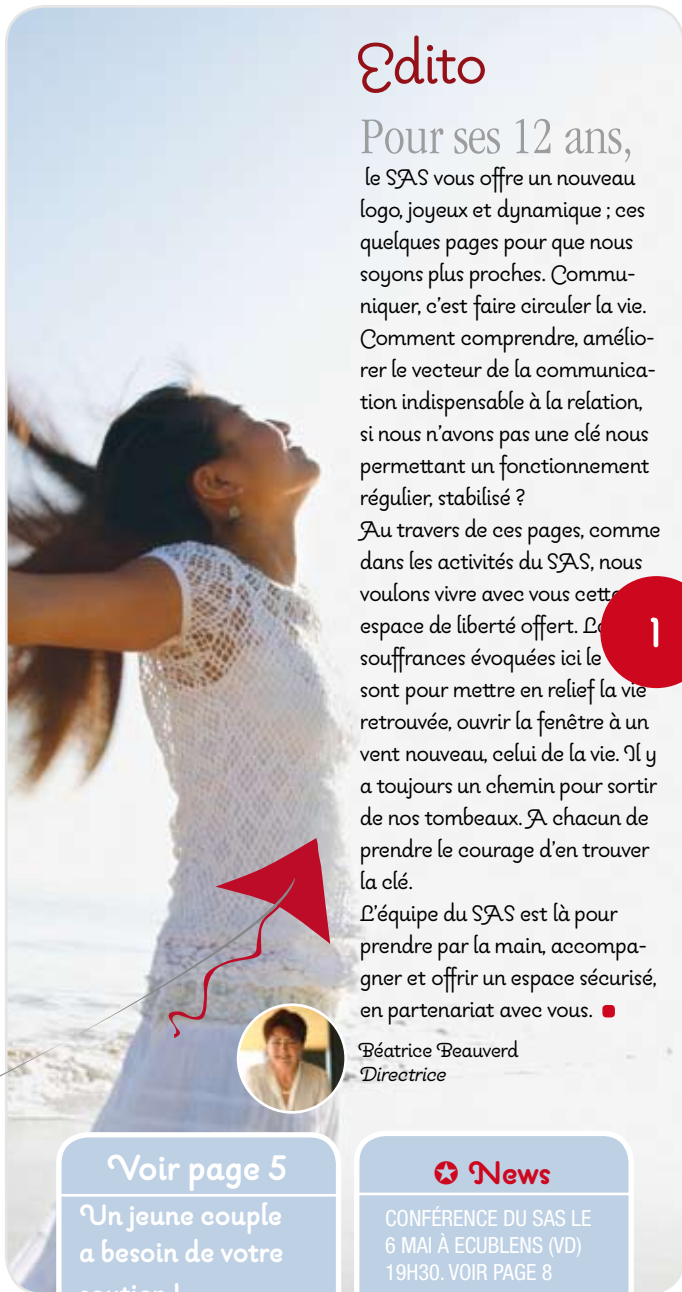 Edito
Pour ses 12 ans,
le SAS vous offre un nouveau
logo, joyeux et dynamique ; ces
quelques pages pour que nous
soyons plus proches. Commu-
niquer, c'est faire circuler la vie.
Comment comprendre, amélio-
rer le vecteur de la communica-
tion indispensable à la relation,
si nous n'avons pas une clé nous
permettant un fonctionnement
régulier, stabilisé ?
Au travers de ces pages, comme
dans les activités du SAS, nous
voulons vivre avec vous cette
espace de liberté offert.
1
souffrances évoquées ici le
sont pour mettre en relief la vie
retrouvée, ouvrir la fenêtre à un
vent nouveau, celui de la vie. Il y
a toujours un chemin pour sortir
de nos tombeaux. A chacun de
prendre le courage d'en trouver
la clé.
L'équipe du SAS est là pour
prendre par la main, accompa-
gner et offrir un espace sécurisé,
en partenariat avec vous.
Béatrice Beauverd
Directrice
Voir page 5
Un jeune couple
a besoin de votre
News
CONFÉRENCE DU SAS LE
6 MAI À ECUBLENS (VD)
19H30. VOIR PAGE 8